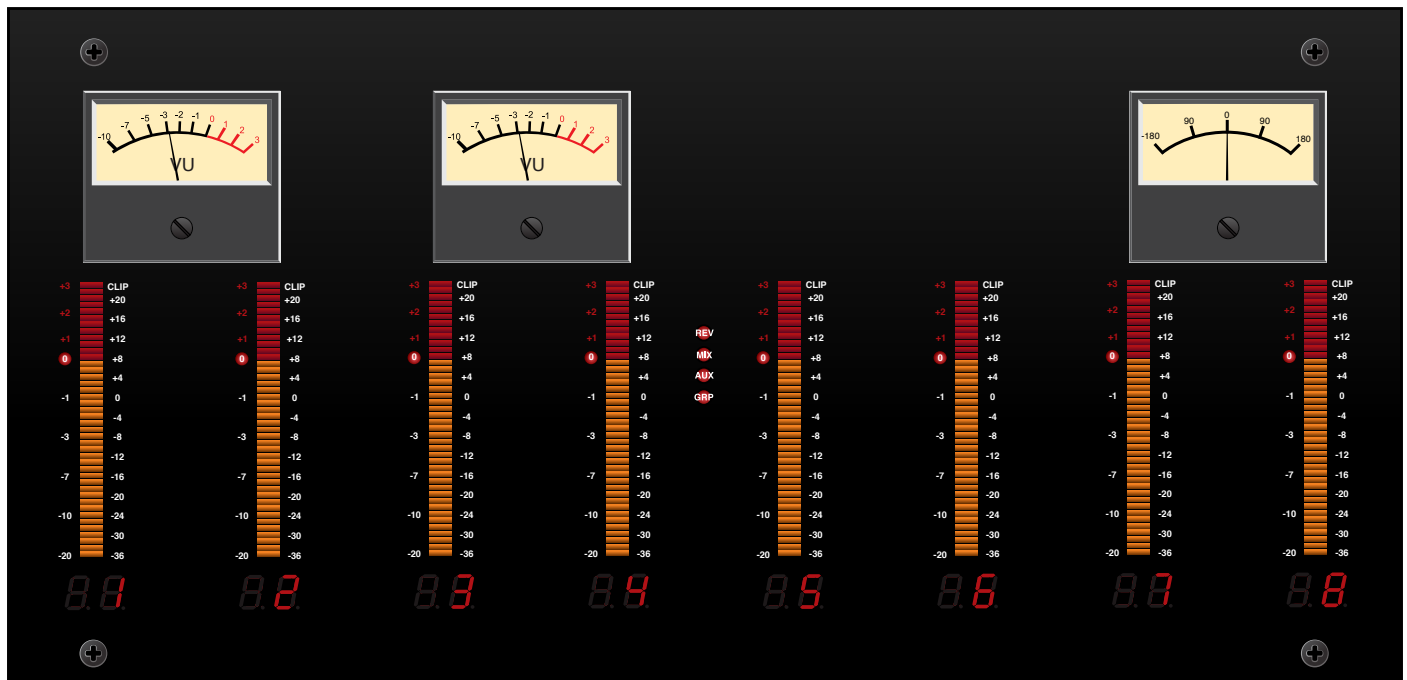 -10 -7 -5 -3 -2 -1 0 1 2 3
VU
-10 -7 -5 -3 -2 -1 0 1 2 3
VU
-180 90 0 90 180
+3 CLIP +3 CLIP +3 CLIP +3 CLIP +3 CLIP +3 CLIP +3 CLIP +3 CLIP
+20 +20 +20 +20 +20 +20 +20 +20
+2 +16 +2 +16 +2 +16 +2 +16 +2 +16 +2 +16 +2 +16 +2 +16
REV
+1 +12 +1 +12 +1 +12 +1 +12 +1 +12 +1 +12 +1 +12 +1 +12
MIX
0 +8 0 +8 0 +8 0 +8 0 +8 0 +8 0 +8 0 +8
AUX
+4 +4 +4 +4 +4 +4 +4 +4
GRP
-1 0 -1 0 -1 0 -1 0 -1 0 -1 0 -1 0 -1 0
-4 -4 -4 -4 -4 -4 -4 -4
-3 -8 -3 -8 -3 -8 -3 -8 -3 -8 -3 -8 -3 -8 -3 -8
-12 -12 -12 -12 -12 -12 -12 -12
-7 -16 -7 -16 -7 -16 -7 -16 -7 -16 -7 -16 -7 -16 -7 -16
-20 -20 -20 -20 -20 -20 -20 -20
-10 -24 -10 -24 -10 -24 -10 -24 -10 -24 -10 -24 -10 -24 -10 -24
-30 -30 -30 -30 -30 -30 -30 -30
-20 -36 -20 -36 -20 -36 -20 -36 -20 -36 -20 -36 -20 -36 -20 -36
1 2 3 4 5 6 7 8